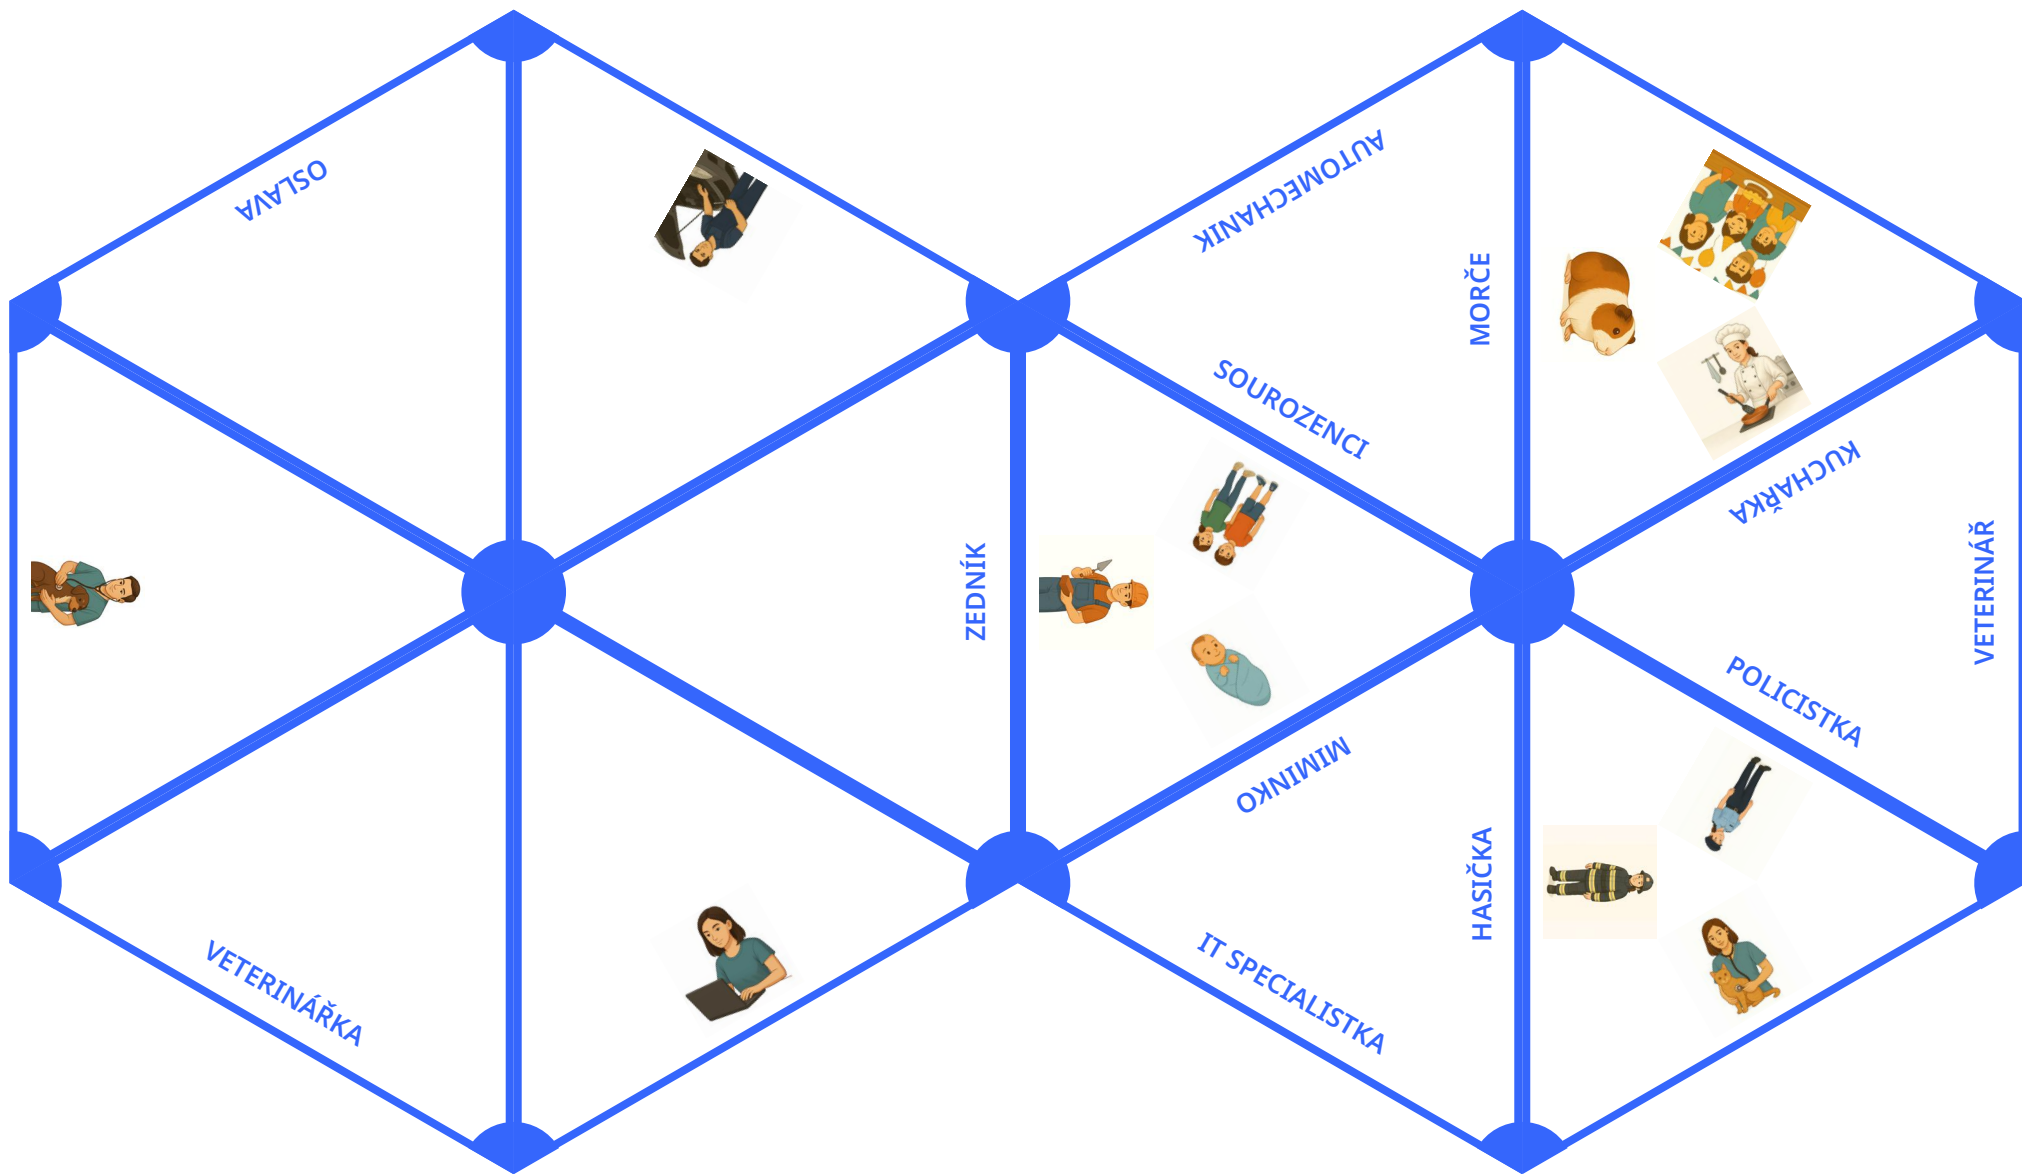 OSLAVA
AUTOMECHANIK
MORČE
SOUROZENCI
KUCHAŘKA
ZEDNÍK
VETERINÁŘ
POLICISTKA
MIMINKO
HASIČKA
VETERINÁŘKA
IT SPECIALISTKA